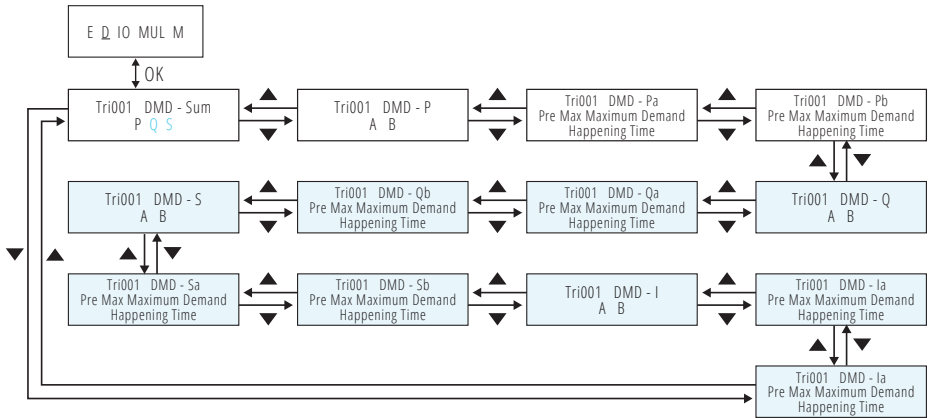 E D IO MUL M
OK
Tri001 DMD - Sum
P Q S
Tri001 DMD - P
A B
Tri001 DMD - Pa
Pre Max Maximum Demand
Happening Time
Tri001 DMD - Pb
Pre Max Maximum Demand
Happening Time
Tri001 DMD - S
A B
Tri001 DMD - Qb
Pre Max Maximum Demand
Happening Time
Tri001 DMD - Qa
Pre Max Maximum Demand
Happening Time
Tri001 DMD - Q
A B
Tri001 DMD - Sa
Pre Max Maximum Demand
Happening Time
Tri001 DMD - Sb
Pre Max Maximum Demand
Happening Time
Tri001 DMD - I
A B
Tri001 DMD - Ia
Pre Max Maximum Demand
Happening Time
Tri001 DMD - Ia
Pre Max Maximum Demand
Happening Time